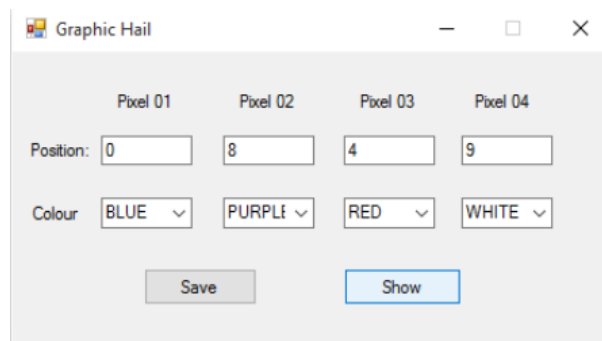 Graphic Hail
Pixel 01 Pixel 02 Pixel 03 Pixel 04
Position: 0 8 4 9
Colour BLUE PURPLE RED WHITE
Save Show